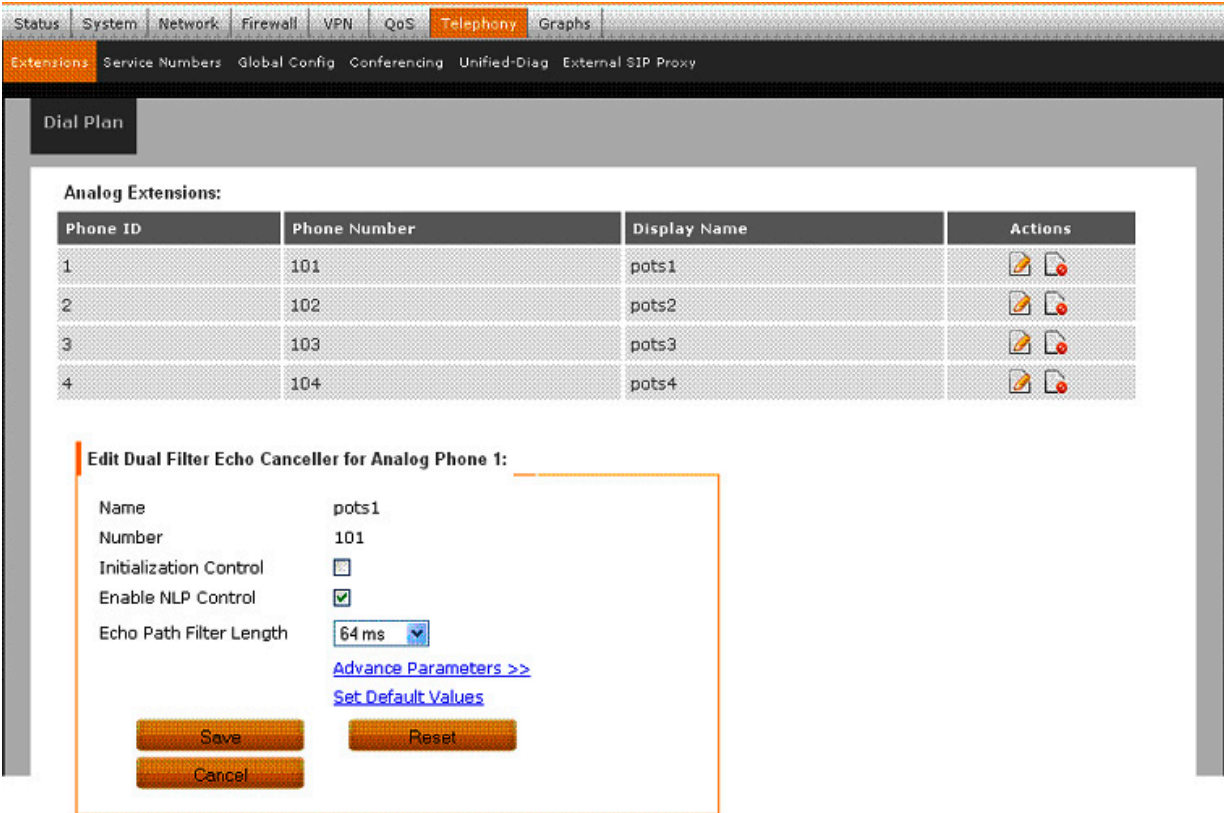 Status System Network Firewall VPN QoS Telephony Graphs
Extensions Service Numbers Global Config Conferencing Unified-Diag External SIP Proxy
Dial Plan
Analog Extensions:
Phone ID Phone Number Display Name Actions
1 101 pots1
2 102 pots2
3 103 pots3
4 104 pots4
Edit Dual Filter Echo Canceller for Analog Phone 1:
Name pots1
Number 101
Initialization Control
Enable NLP Control
Echo Path Filter Length 64 ms
Advance Parameters >>
Set Default Values
Save Reset
Cancel